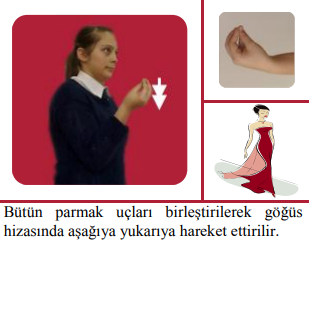 Bütün parmak uçları birleştirilerek göğüs
hizasında aşağıya yukarıya hareket ettirilir.